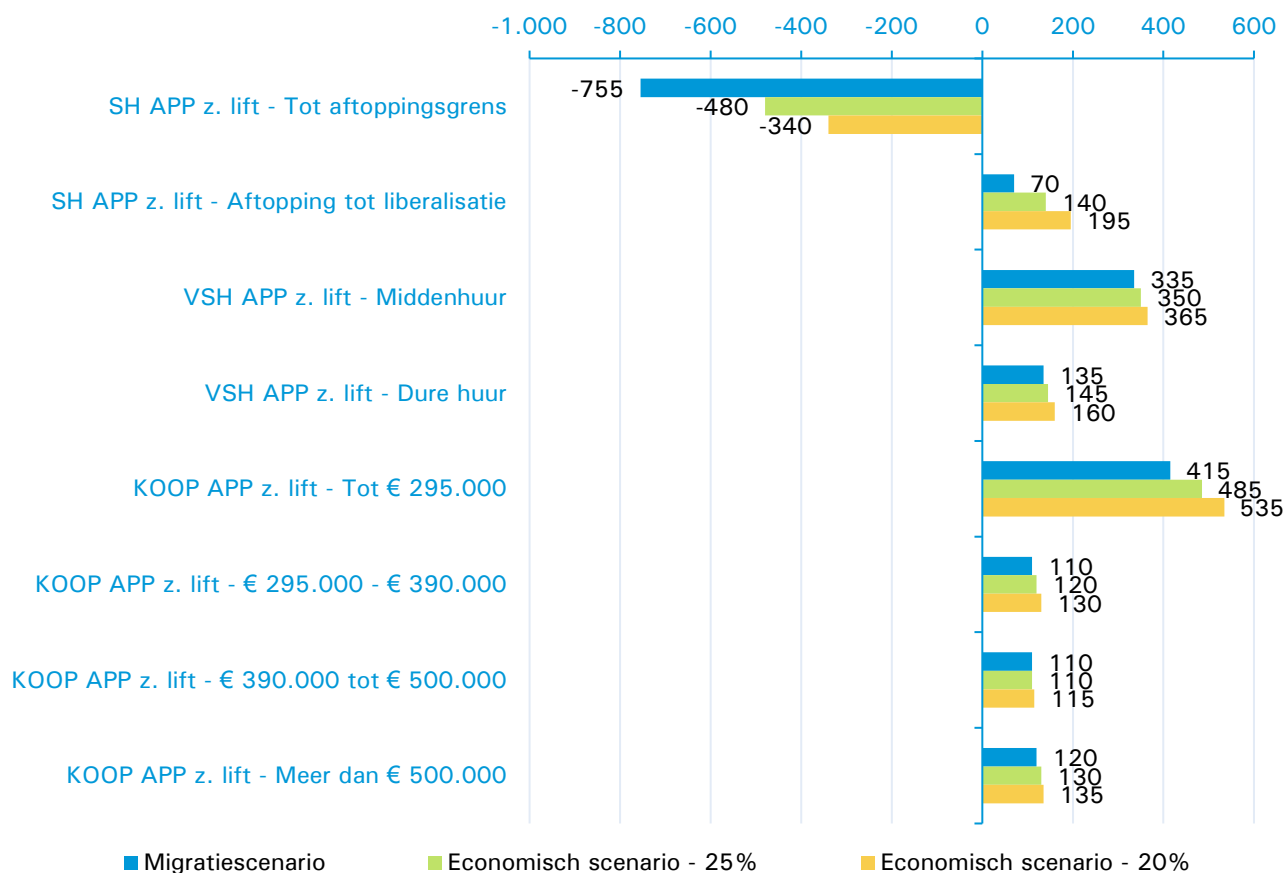 -1.000 -800 -600 -400 -200 0 200 400 600
SH APP z. lift - Tot aftoppingsgrens
-755
-480
-340
SH APP z. lift - Aftopping tot liberalisatie
70
140
195
VSH APP z. lift - Middenhuur
335
350
365
VSH APP z. lift - Dure huur
135
145
160
KOOP APP z. lift - Tot € 295.000
415
485
535
KOOP APP z. lift - € 295.000 - € 390.000
110
120
130
KOOP APP z. lift - € 390.000 tot € 500.000
110
110
115
KOOP APP z. lift - Meer dan € 500.000
120
130
135
Migratiescenario Economisch scenario - 25% Economisch scenario - 20%